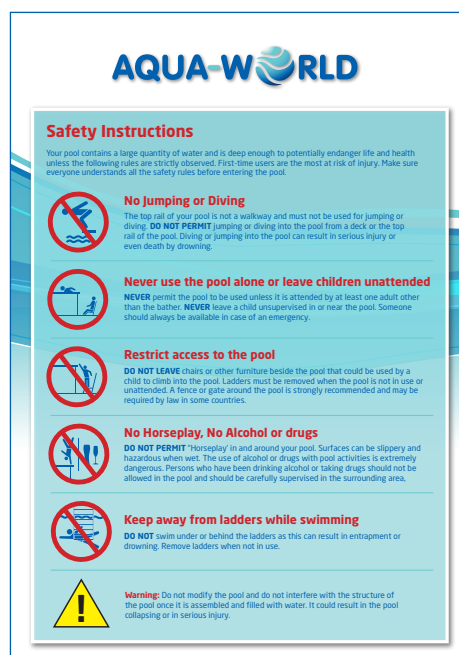 AQUA-WORLD
Safety Instructions
Your pool contains a large quantity of water and is deep enough to potentially endanger life and health
unless the following rules are strictly observed. First-time users are the most at risk of injury. Make sure
everyone understands all the safety rules before entering the pool.
No Jumping or Diving
The top rail of your pool is not a walkway and must not be used for jumping or
diving. DO NOT PERMIT jumping or diving into the pool from a deck or the top
rail of the pool. Diving or jumping into the pool can result in serious injury or
even death by drowning.
Never use the pool alone or leave children unattended
NEVER permit the pool to be used unless it is attended by at least one adult other
than the bather. NEVER leave a child unsupervised in or near the pool. Someone
should always be available in case of an emergency.
Restrict access to the pool
DO NOT LEAVE chairs or other furniture beside the pool that could be used by a
child to climb into the pool. Ladders must be removed when the pool is not in use or
unattended. A fence or gate around the pool is strongly recommended and may be
required by law in some countries.
No Horseplay, No Alcohol or drugs
DO NOT PERMIT 'Horseplay' in and around your pool. Surfaces can be slippery and
hazardous when wet. The use of alcohol or drugs with pool activities is extremely
dangerous. Persons who have been drinking alcohol or taking drugs should not be
allowed in the pool and should be carefully supervised in the surrounding area,
Keep away from ladders while swimming
DO NOT swim under or behind the ladders as this can result in entrapment or
drowning. Remove ladders when not in use.
Warning: Do not modify the pool and do not interfere with the structure of
the pool once it is assembled and filled with water. It could result in the pool
collapsing or in serious injury.